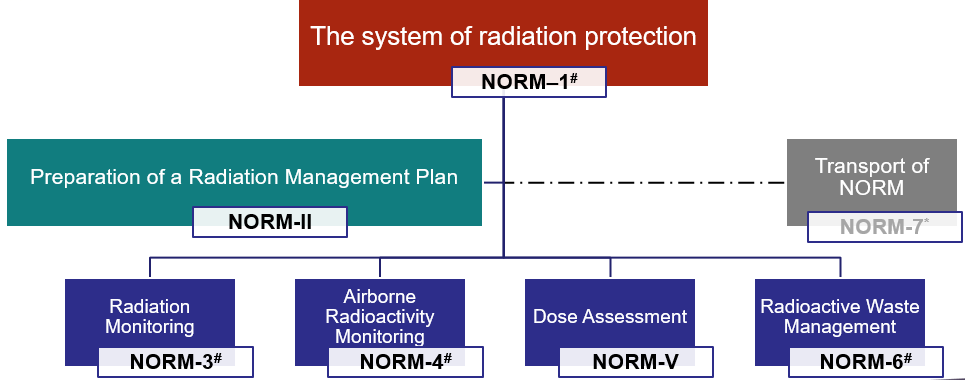 The system of radiation protection
NORM–1#
Preparation of a Radiation Management Plan
NORM-II
Transport of
NORM
NORM-7*
Radiation
Monitoring
NORM-3#
Airborne
Radioactivity
Monitoring
NORM-4#
Dose Assessment
NORM-V
Radioactive Waste
Management
NORM-6#